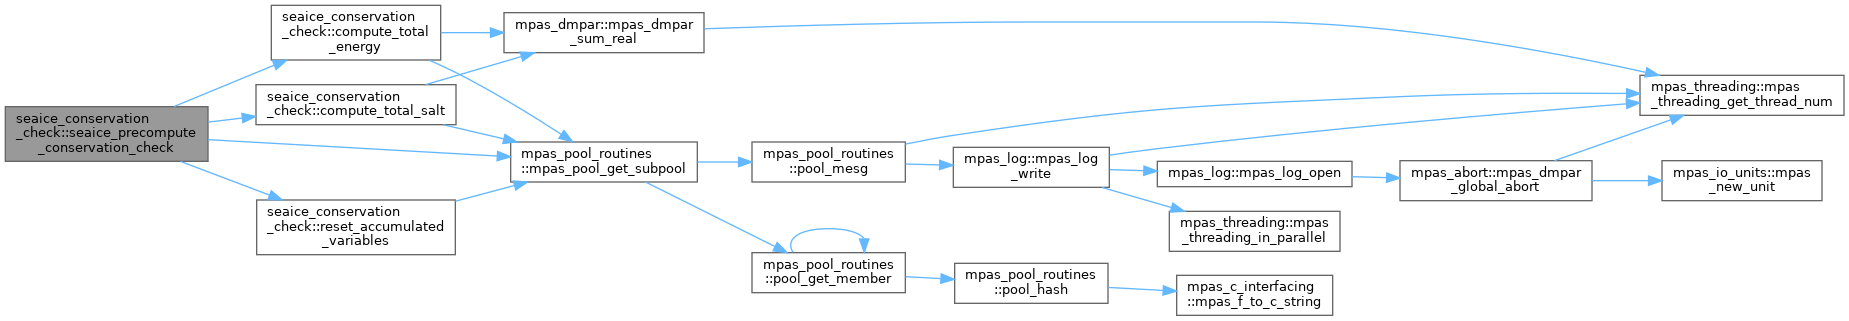 seaice_conservation
_check::seaice_precompute
_conservation_check
seaice_conservation
_check::compute_total
_energy
seaice_conservation
_check::compute_total_salt
seaice_conservation
_check::reset_accumulated
_variables
mpas_dmpar::mpas_dmpar
_sum_real
mpas_pool_routines
::mpas_pool_get_subpool
mpas_pool_routines
::pool_mesg
mpas_pool_routines
::pool_get_member
mpas_log::mpas_log
_write
mpas_pool_routines
::pool_hash
mpas_log::mpas_log_open
mpas_threading::mpas
_threading_in_parallel
mpas_c_interfacing
::mpas_f_to_c_string
mpas_abort::mpas_dmpar
_global_abort
mpas_threading::mpas
_threading_get_thread_num
mpas_io_units::mpas
_new_unit